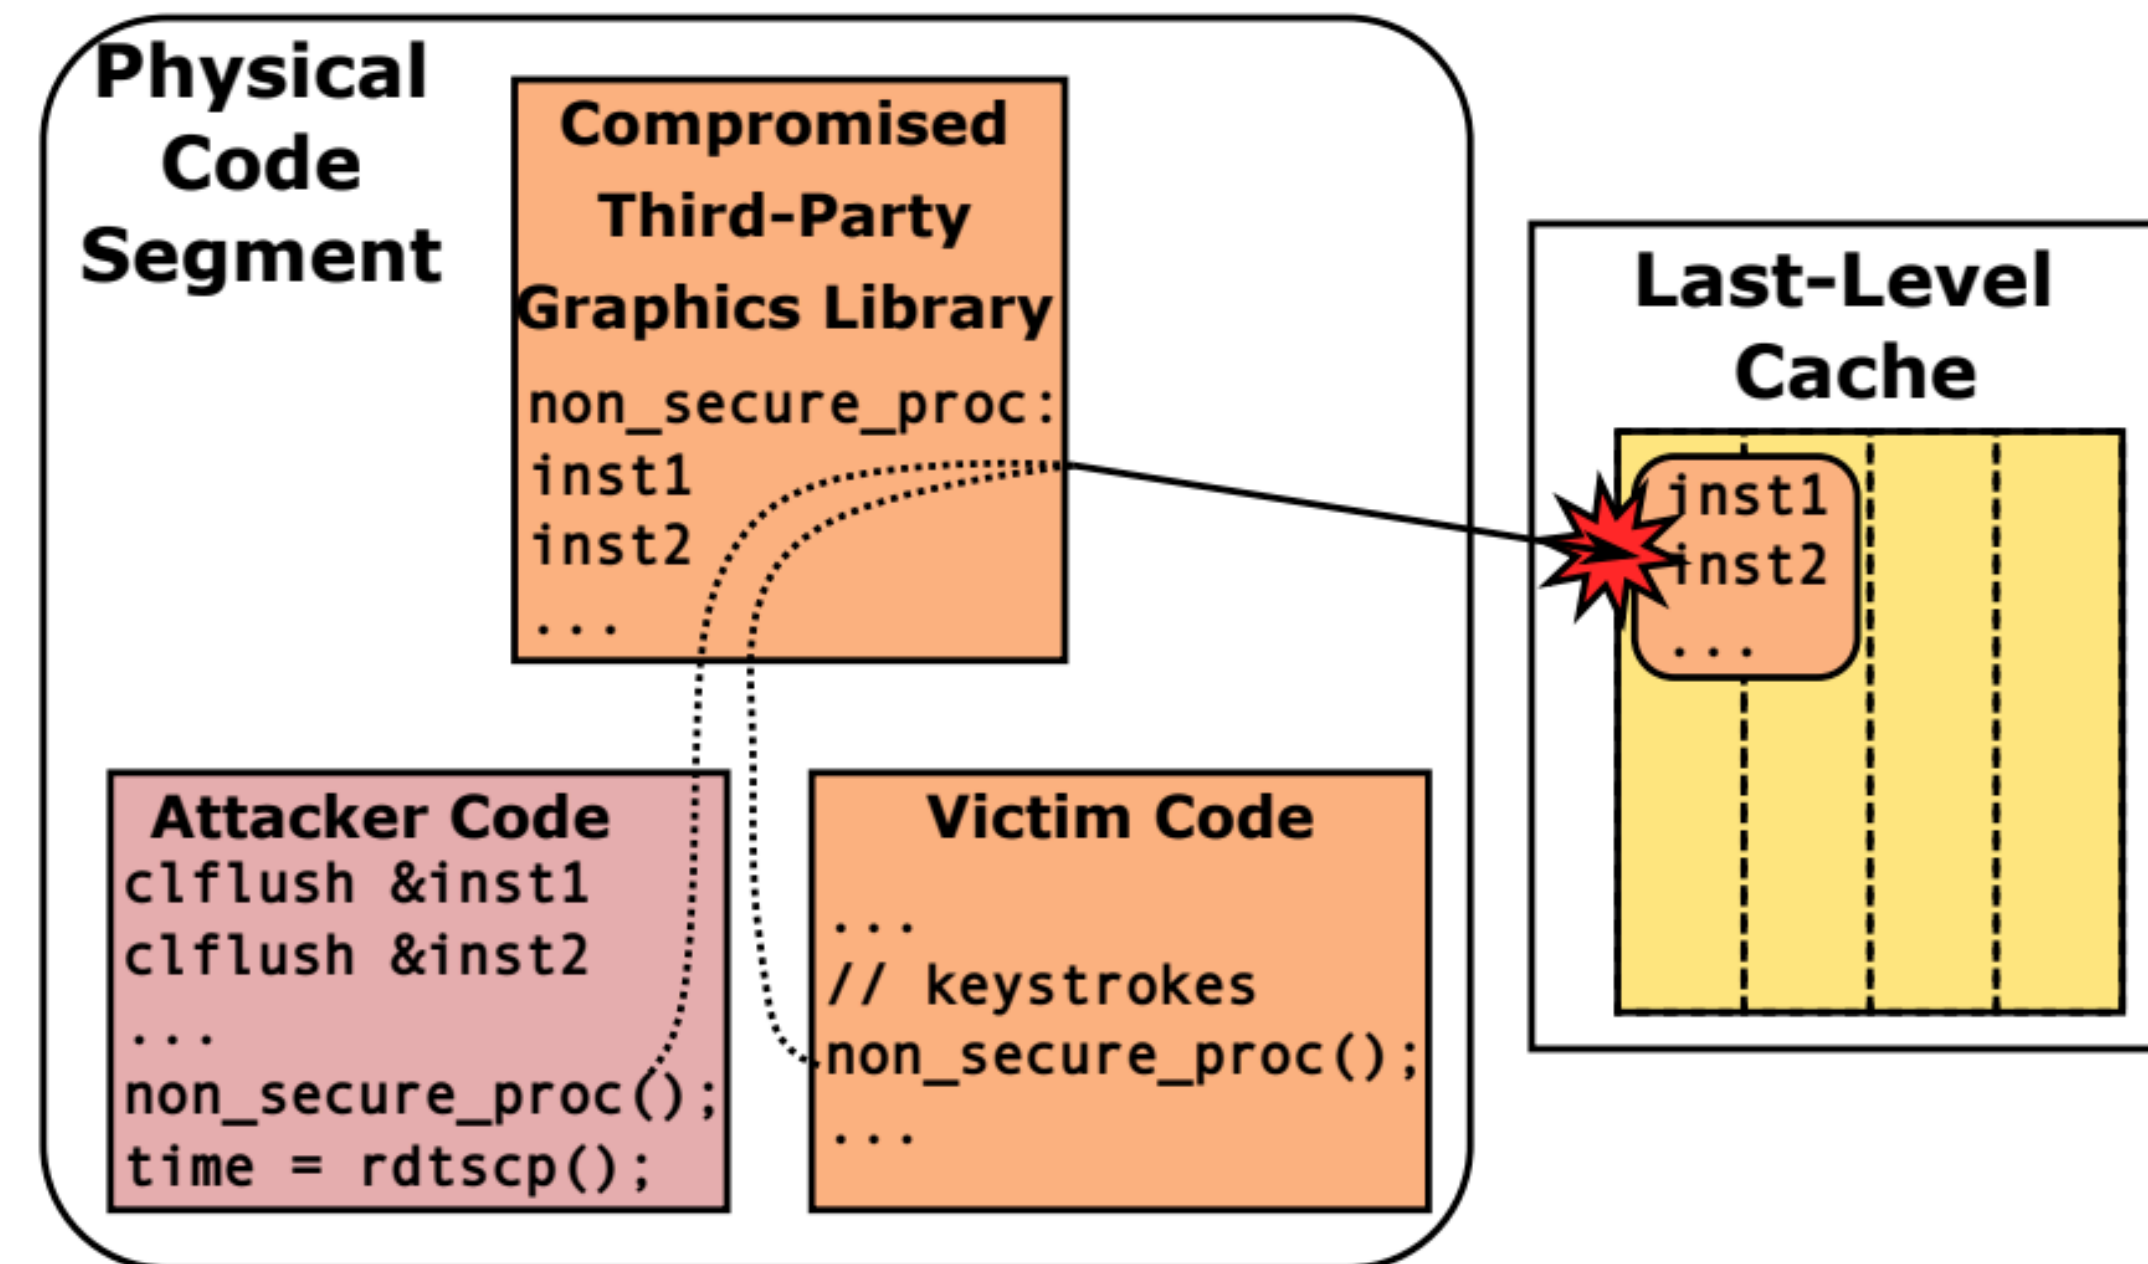 Physical
Code
Segment
Compromised
Third-Party
Graphics Library
non_secure_proc:
inst1
inst2
...
Attacker Code
clflush &inst1
clflush &inst2
...
non_secure_proc();
time = rdtscp();
Victim Code
...
// keystrokes
non_secure_proc();
...
Last-Level
Cache
inst1
inst2
...